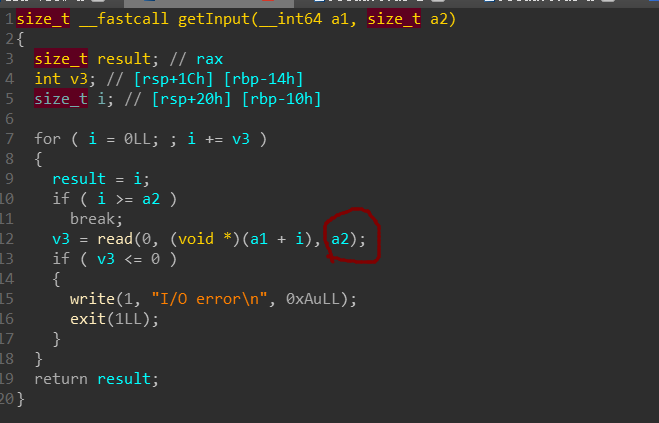 1 size_t __fastcall getInput(__int64 a1, size_t a2)
2 {
3   size_t result; // rax
4   int v3; // [rsp+1Ch] [rbp-14h]
5   size_t i; // [rsp+20h] [rbp-10h]
6
7   for ( i = 0LL; ; i += v3 )
8   {
9     result = i;
10     if ( i >= a2 )
11       break;
12     v3 = read(0, (void *)(a1 + i), a2);
13     if ( v3 <= 0 )
14     {
15       write(1, "I/O error\n", 0xAuLL);
16       exit(1LL);
17     }
18   }
19   return result;
20 }